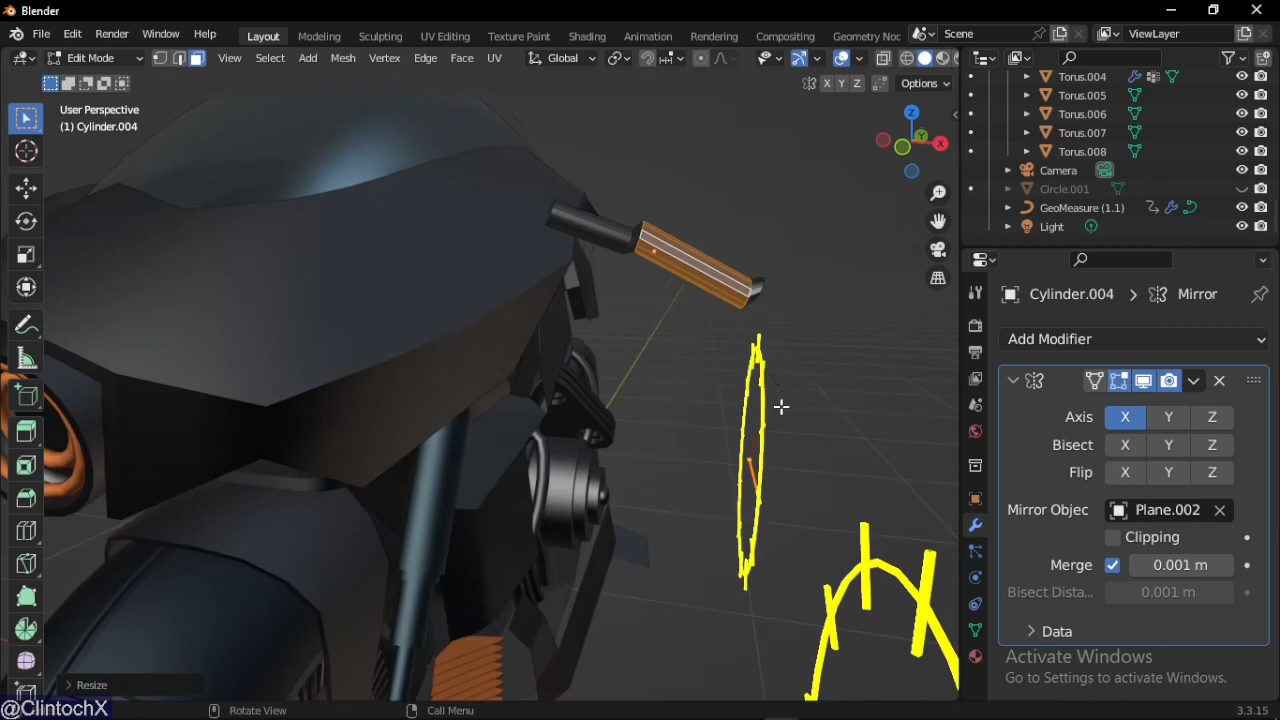 Blender
File Edit Render Window Help
Layout Modeling Sculpting UV Editing Texture Paint Shading Animation Rendering Compositing Geometry Noc
Scene
ViewLayer
Edit Mode
View Select Add Mesh Vertex Edge Face UV
Global
X Y Z
Options
User Perspective
(1) Cylinder.004
Z
Y
X
Torus.004
Torus.005
Torus.006
Torus.007
Torus.008
Camera
Circle.001
GeoMeasure (1.1)
Light
Cylinder.004 Mirror
Add Modifier
Axis X Y Z
Bisect X Y Z
Flip X Y Z
Mirror Objec Plane.002
Clipping
Merge 0.001 m
Bisect Dista... 0.001 m
Data
Activate Windows
Go to Settings to activate Windows.
Resize
@ClintochX
Rotate View
Call Menu
3.3.15